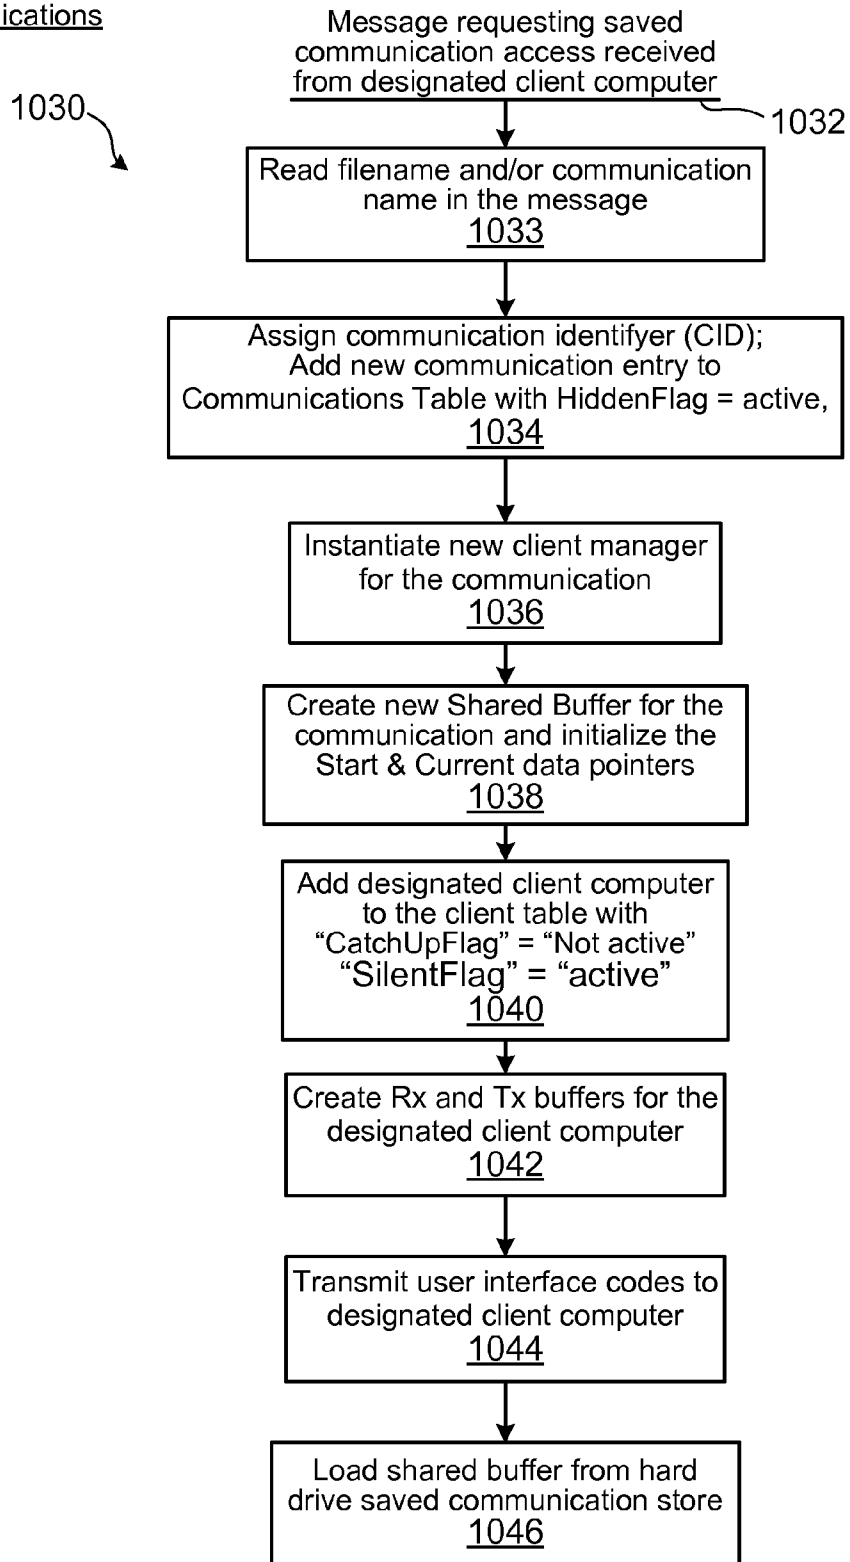 ications
Message requesting saved
communication access received
from designated client computer
1030
1032
Read filename and/or communication
name in the message
1033
Assign communication identifyer (CID);
Add new communication entry to
Communications Table with HiddenFlag = active,
1034
Instantiate new client manager
for the communication
1036
Create new Shared Buffer for the
communication and initialize the
Start & Current data pointers
1038
Add designated client computer
to the client table with
“CatchUpFlag” = “Not active”
“SilentFlag” = “active”
1040
Create Rx and Tx buffers for the
designated client computer
1042
Transmit user interface codes to
designated client computer
1044
Load shared buffer from hard
drive saved communication store
1046